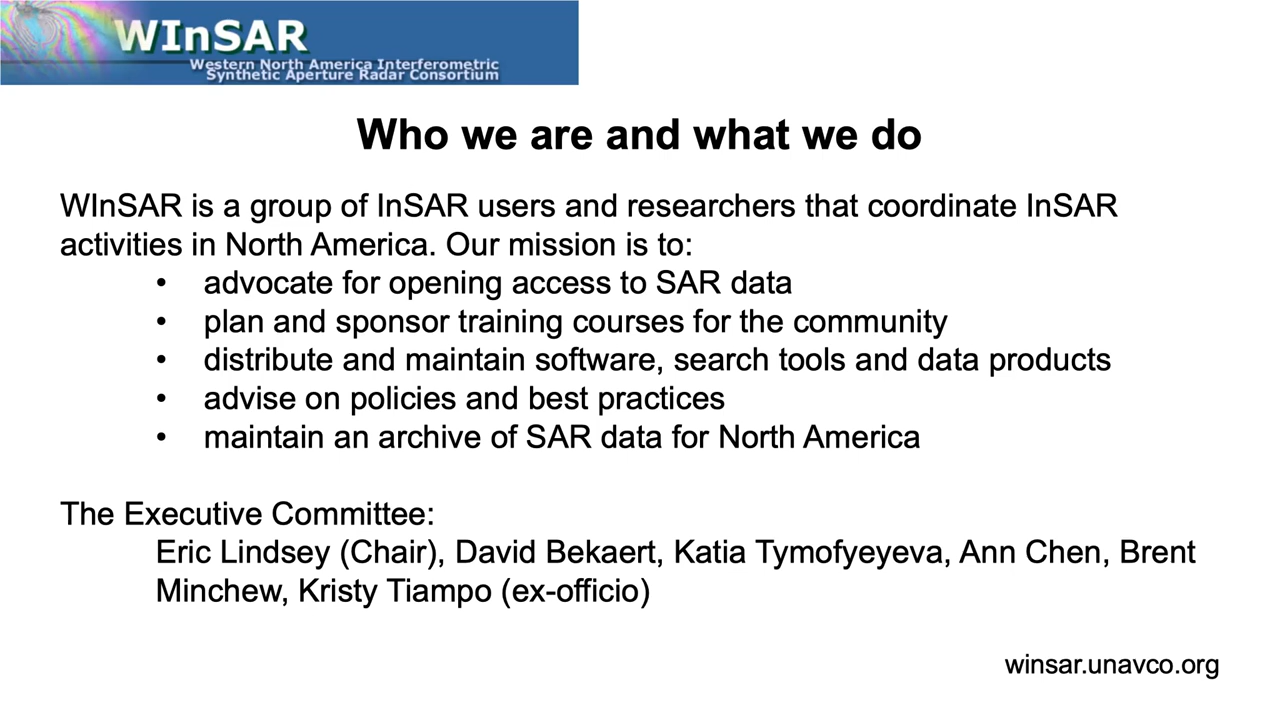 WInSAR
Western North America Interferometric
Synthetic Aperture Radar Consortium
Who we are and what we do
WInSAR is a group of InSAR users and researchers that coordinate InSAR
activities in North America. Our mission is to:
• advocate for opening access to SAR data
• plan and sponsor training courses for the community
• distribute and maintain software, search tools and data products
• advise on policies and best practices
• maintain an archive of SAR data for North America
The Executive Committee:
Eric Lindsey (Chair), David Bekaert, Katia Tymofyeyeva, Ann Chen, Brent
Minchew, Kristy Tiampo (ex-officio)
winsar.unavco.org